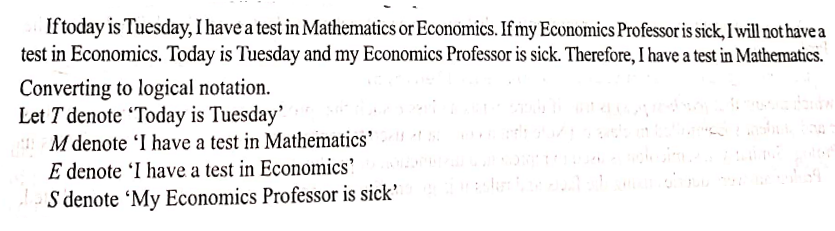 If today is Tuesday, I have a test in Mathematics or Economics. If my Economics Professor is sick, I will not have a
test in Economics. Today is Tuesday and my Economics Professor is sick. Therefore, I have a test in Mathematics.
Converting to logical notation.
Let T denote ‘Today is Tuesday’
M denote ‘I have a test in Mathematics’
E denote ‘I have a test in Economics’
S denote ‘My Economics Professor is sick’